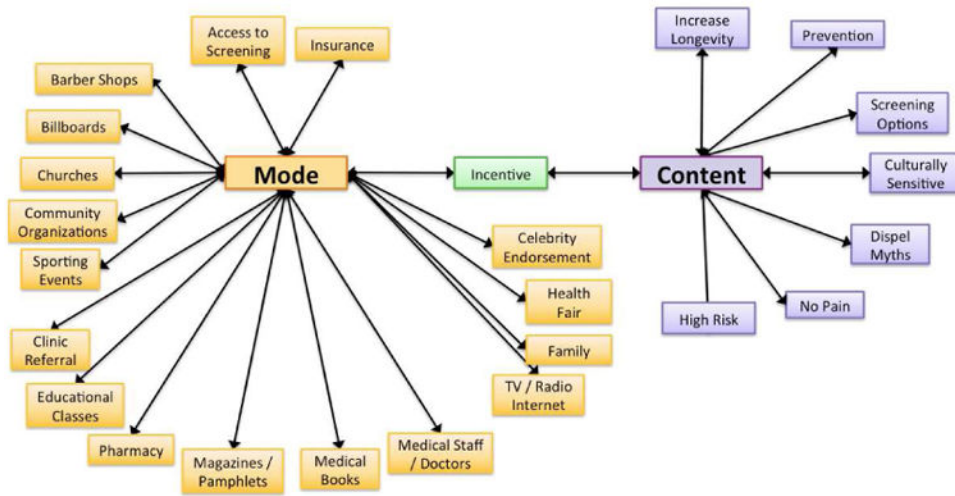 Access to
Screening
Insurance
Barber Shops
Billboards
Churches
Community
Organizations
Sporting
Events
Clinic
Referral
Educational
Classes
Pharmacy
Magazines /
Pamphlets
Medical
Books
Medical Staff
/ Doctors
TV / Radio
Internet
Family
Health
Fair
Celebrity
Endorsement
Mode
Incentive
Content
Increase
Longevity
Prevention
Screening
Options
Culturally
Sensitive
Dispel
Myths
No Pain
High Risk